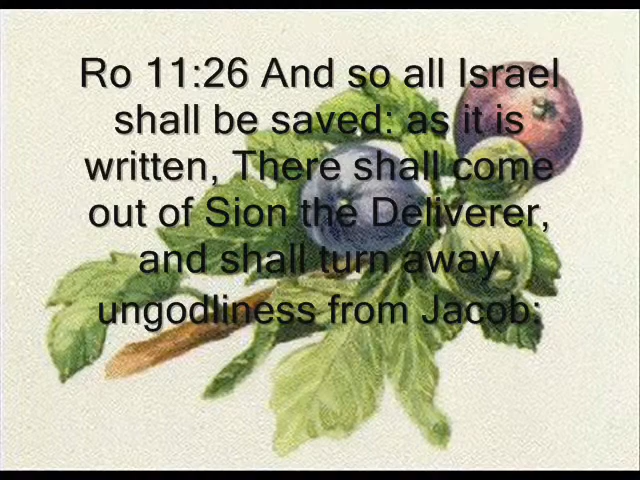 Ro 11:26 And so all Israel
shall be saved: as it is
written, There shall come
out of Sion the Deliverer,
and shall turn away
ungodliness from Jacob: